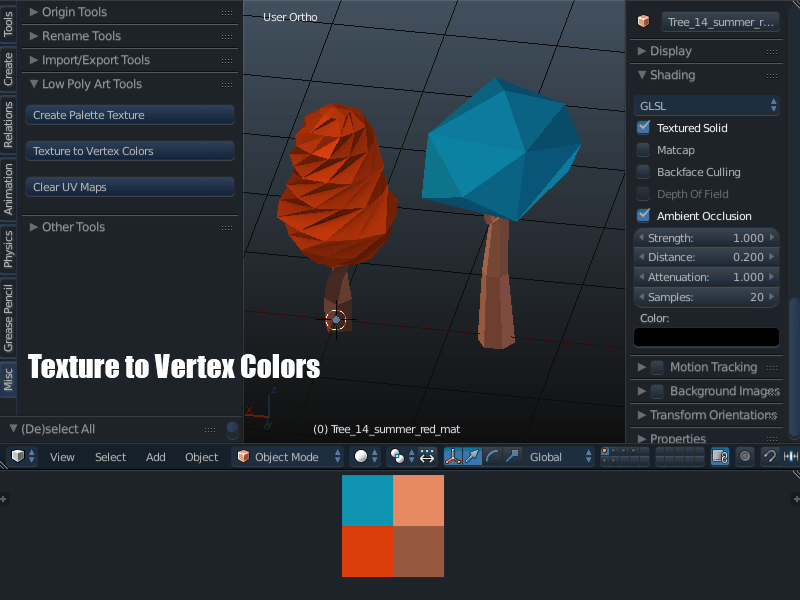 Tools
Create
Relations
Animation
Physics
Grease Pencil
Misc
Origin Tools
Rename Tools
Import/Export Tools
Low Poly Art Tools
Create Palette Texture
Texture to Vertex Colors
Clear UV Maps
Other Tools
Texture to Vertex Colors
(De)select All
User Ortho
(0) Tree_14_summer_red_mat
Tree_14_summer_r...
Display
Shading
GLSL
Textured Solid
Matcap
Backface Culling
Depth Of Field
Ambient Occlusion
Strength: 1.000
Distance: 0.200
Attenuation: 1.000
Samples: 20
Color:
Motion Tracking
Background Images
Transform Orientations
Properties
View Select Add Object Object Mode Global